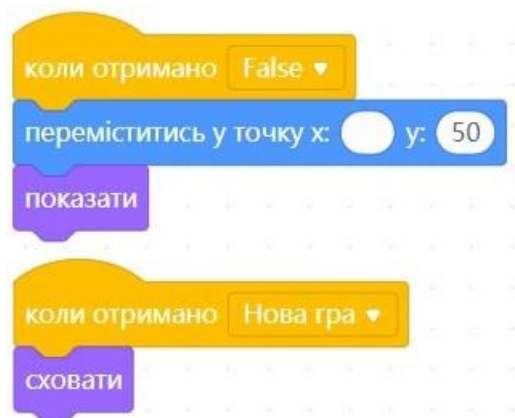 коли отримано False
переміститись у точку x: y: 50
показати
коли отримано Нова гра
сховати